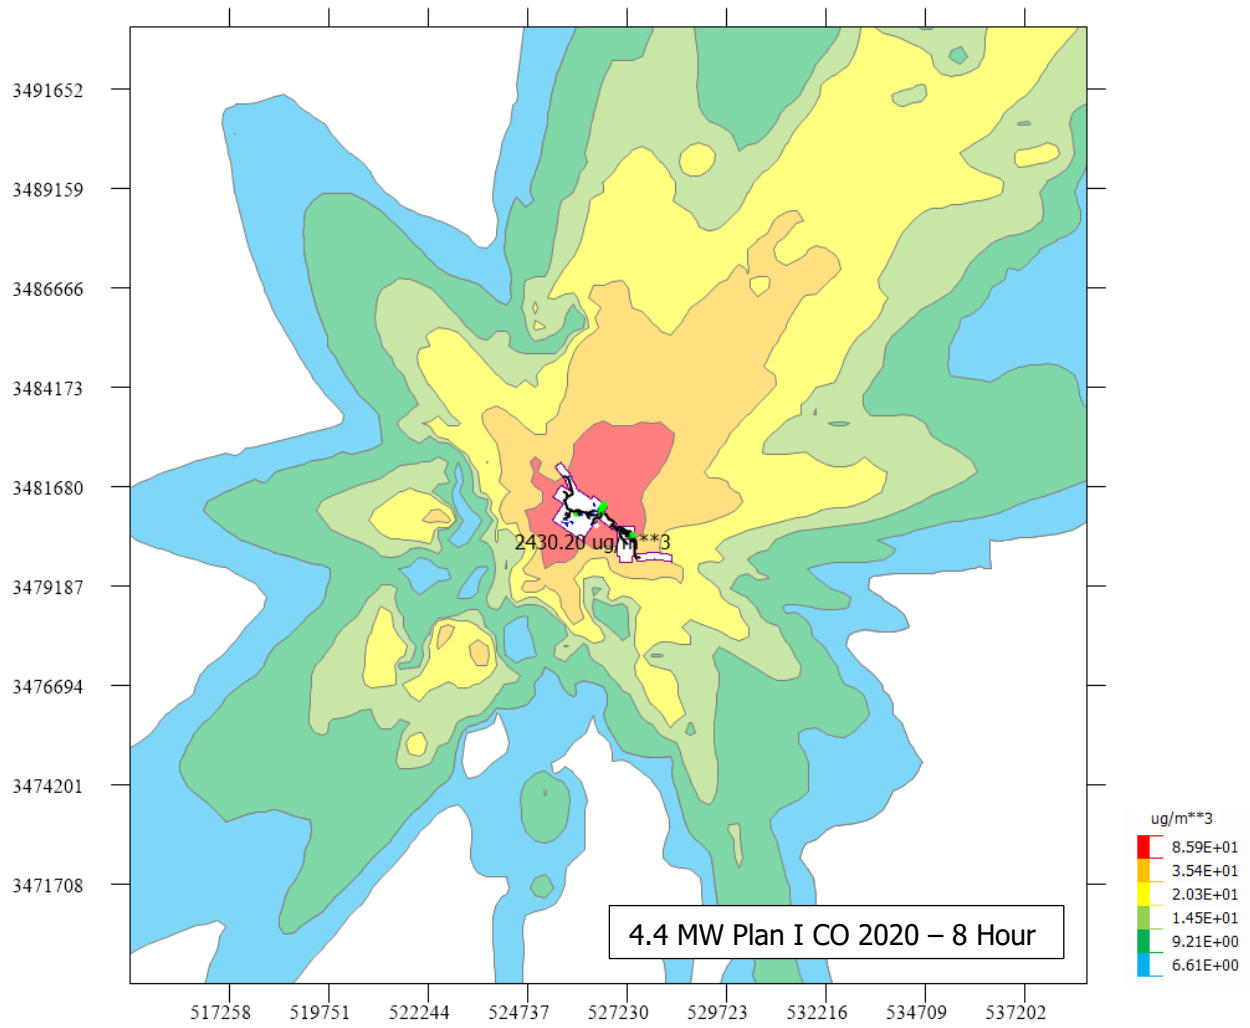 3491652
3489159
3486666
3484173
3481680
3479187
3476694
3474201
3471708
2430.20 ug/m**3
4.4 MW Plan I CO 2020 – 8 Hour
517258 519751 522244 524737 527230 529723 532216 534709 537202
ug/m**3
8.59E+01
3.54E+01
2.03E+01
1.45E+01
9.21E+00
6.61E+00